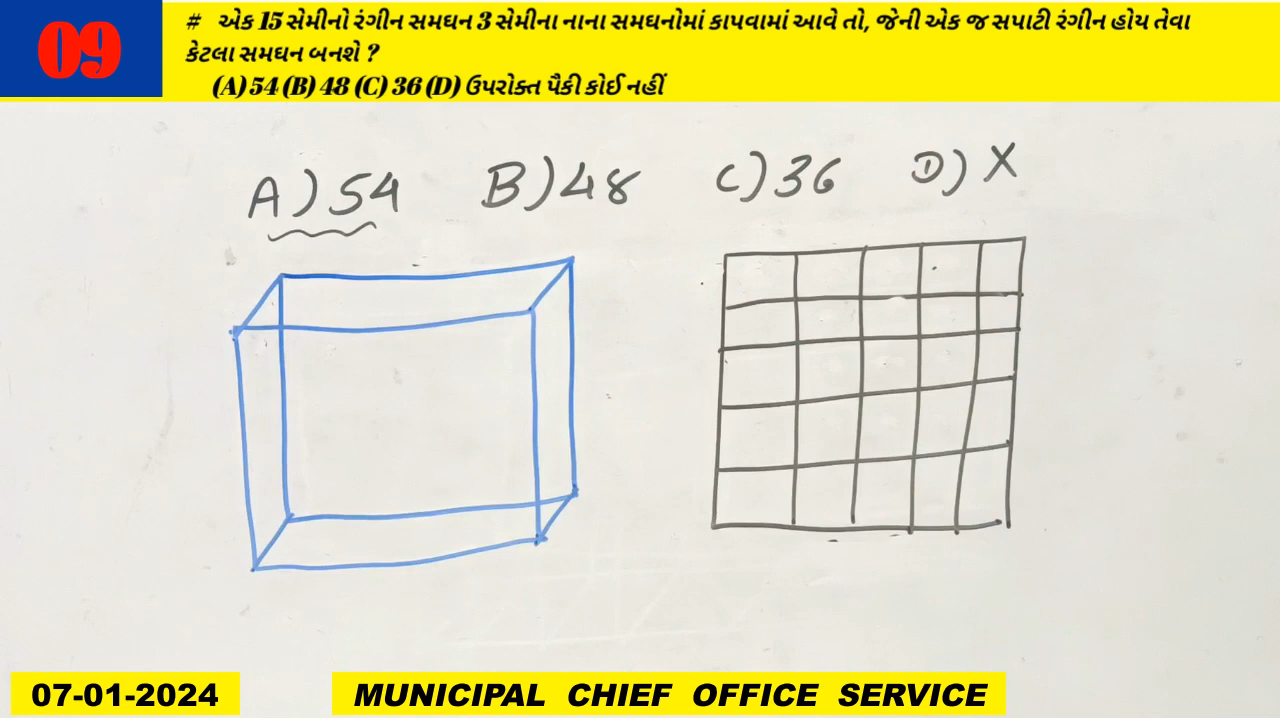 09
# એક 15 સેમીનો રંગીન સમઘન 3 સેમીના નાના સમઘનોમાં કાપવામાં આવે તો, જેની એક જ સપાટી રંગીન હોય તેવા
કેટલા સમઘન બનશે ?
(A) 54 (B) 48 (C) 36 (D) ઉપરોક્ત પૈકી કોઈ નહીં
A) 54 B) 48 C) 36 D) X
07-01-2024 MUNICIPAL CHIEF OFFICE SERVICE